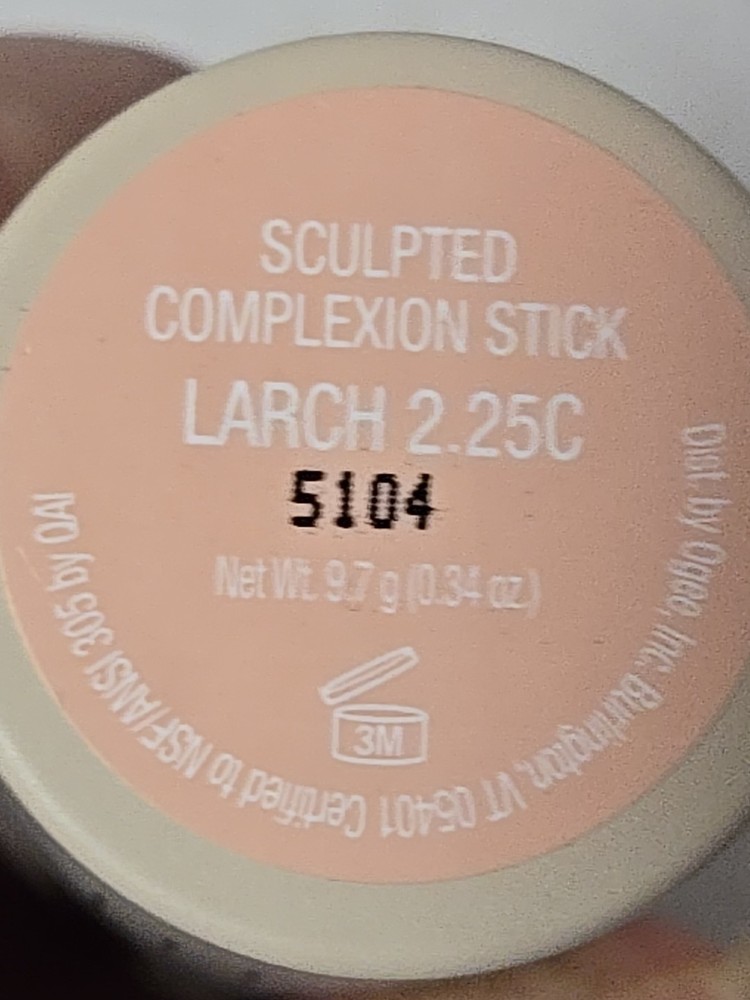 SCULPTED
COMPLEXION STICK
LARCH 2.25C
5104
Net Wt. 9.7 g (0.34 oz.)
3M
Dist. by Ogee, Inc. Burlington, VT 05401 Certified to NSF/ANSI 305 by QAI